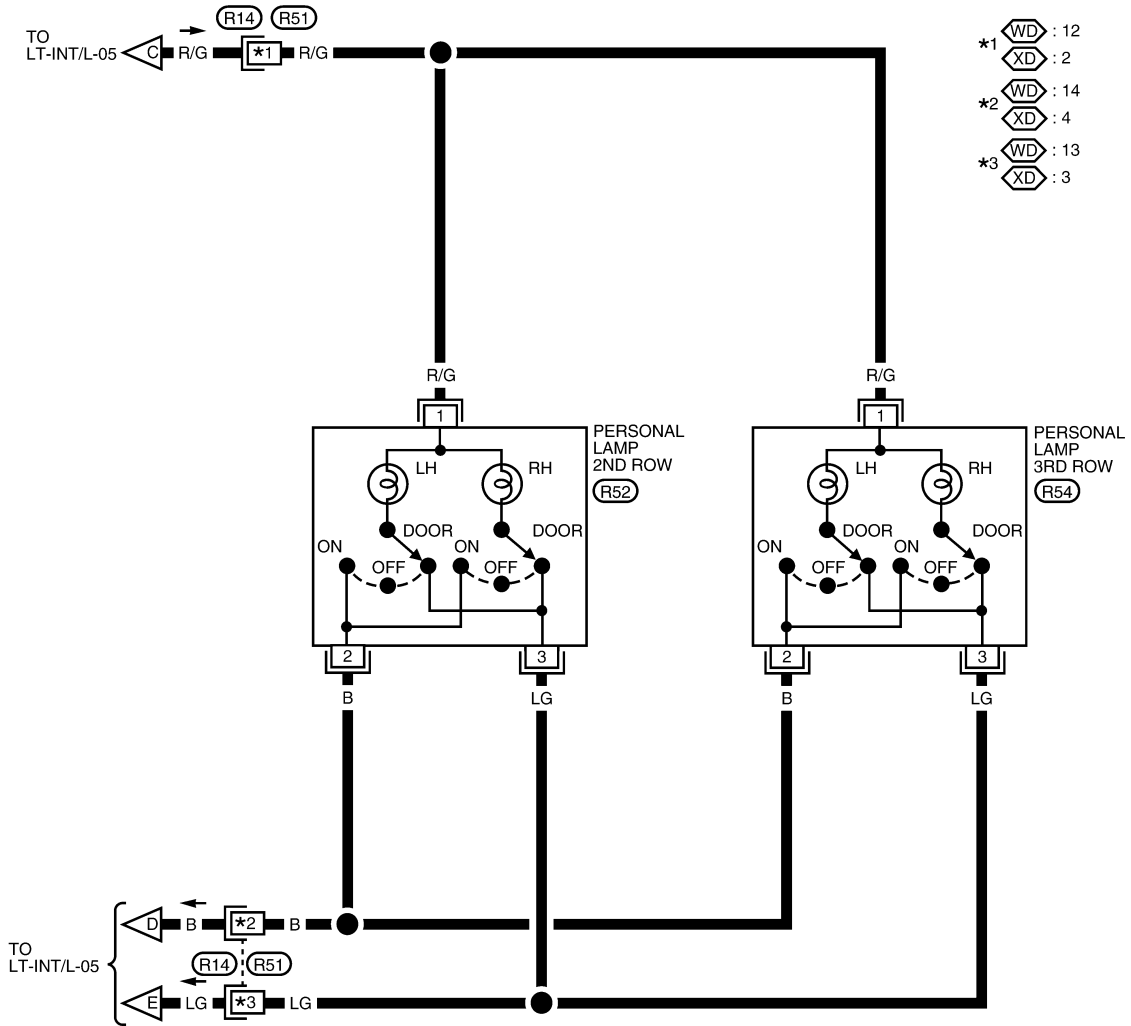 R14 R51
TO
LT-INT/L-05
C R/G *1 R/G
*1 WD : 12
XD : 2
*2 WD : 14
XD : 4
*3 WD : 13
XD : 3
R/G R/G
1 1
PERSONAL
LAMP
2ND ROW
R52
LH RH
DOOR DOOR
ON OFF ON OFF
2 3
B LG
PERSONAL
LAMP
3RD ROW
R54
LH RH
DOOR DOOR
ON OFF ON OFF
2 3
B LG
TO
LT-INT/L-05
D B *2 B
R14 R51
E LG *3 LG